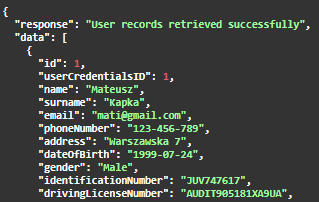 {
"response": "User records retrieved successfully",
"data": [
{
"id": 1,
"userCredentialsID": 1,
"name": "Mateusz",
"surname": "Kapka",
"email": "mati@gmail.com",
"phoneNumber": "123-456-789",
"address": "Warszawska 7",
"dateOfBirth": "1999-07-24",
"gender": "Male",
"identificationNumber": "JUV747617",
"drivingLicenseNumber": "AUDIT905181XA9UA",